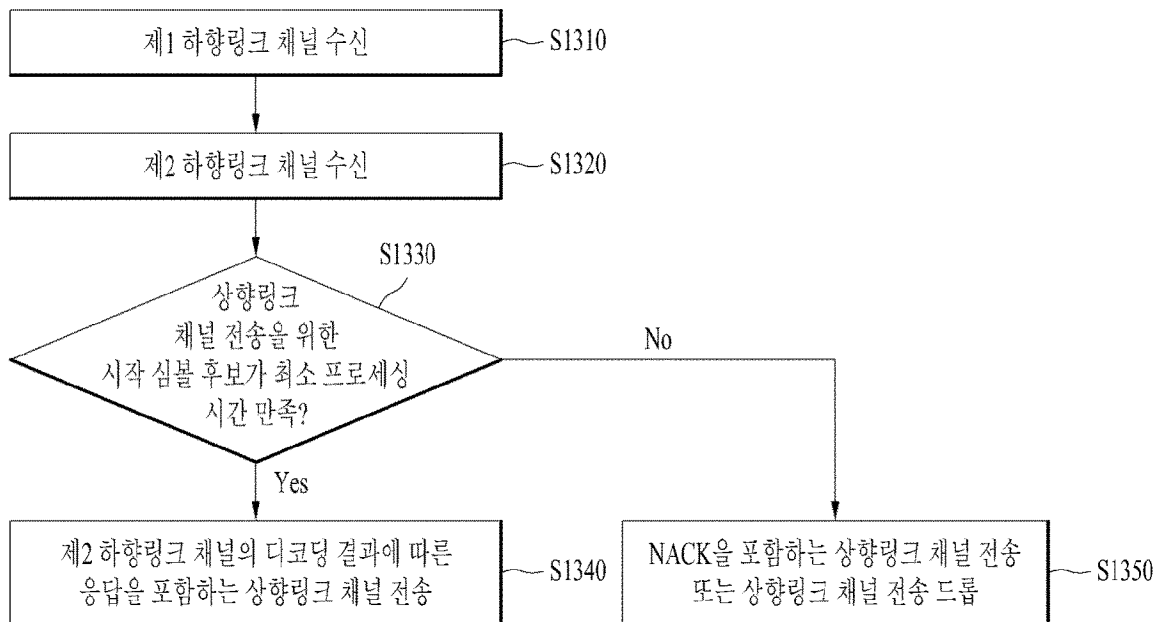 제1 하향링크 채널 수신
S1310
제2 하향링크 채널 수신
S1320
S1330
상향링크
채널 전송을 위한
시작 심볼 후보가 최소 프로세싱
시간 만족?
No
Yes
제2 하향링크 채널의 디코딩 결과에 따른
응답을 포함하는 상향링크 채널 전송
S1340
NACK을 포함하는 상향링크 채널 전송
또는 상향링크 채널 전송 드롭
S1350